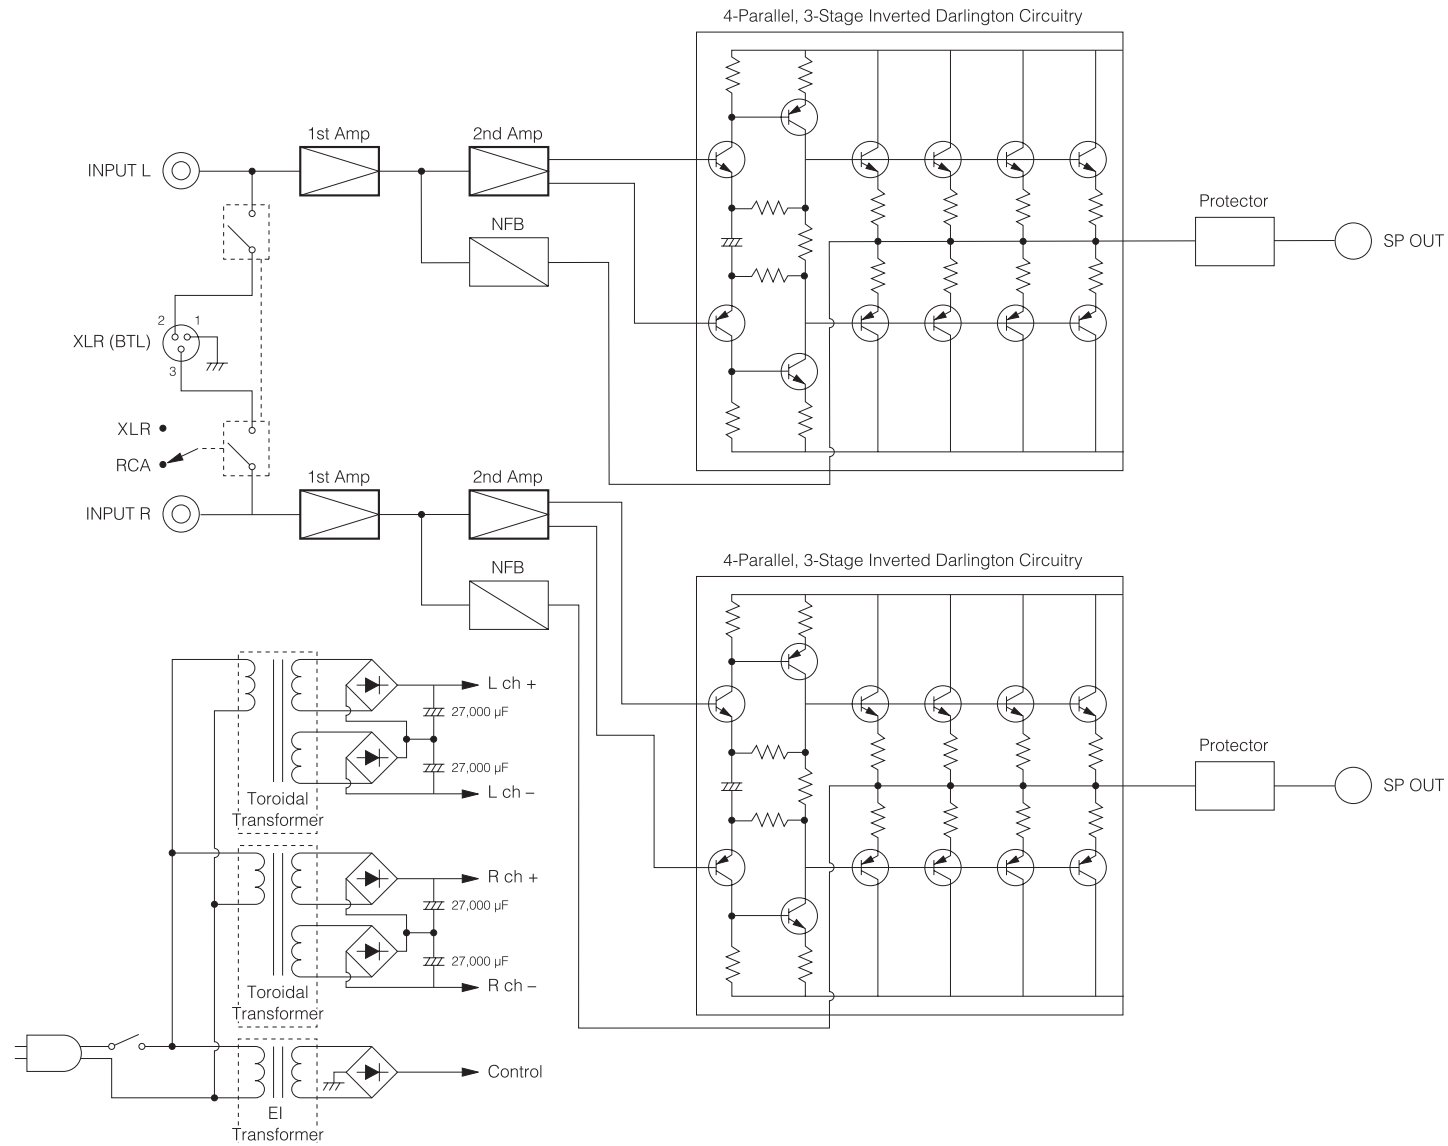 4-Parallel, 3-Stage Inverted Darlington Circuitry
1st Amp
2nd Amp
INPUT L
NFB
Protector
SP OUT
2
1
XLR (BTL)
3
XLR
RCA
1st Amp
2nd Amp
INPUT R
NFB
4-Parallel, 3-Stage Inverted Darlington Circuitry
Protector
SP OUT
L ch +
27,000 µF
27,000 µF
L ch –
Toroidal
Transformer
R ch +
27,000 µF
27,000 µF
R ch –
Toroidal
Transformer
Control
EI
Transformer